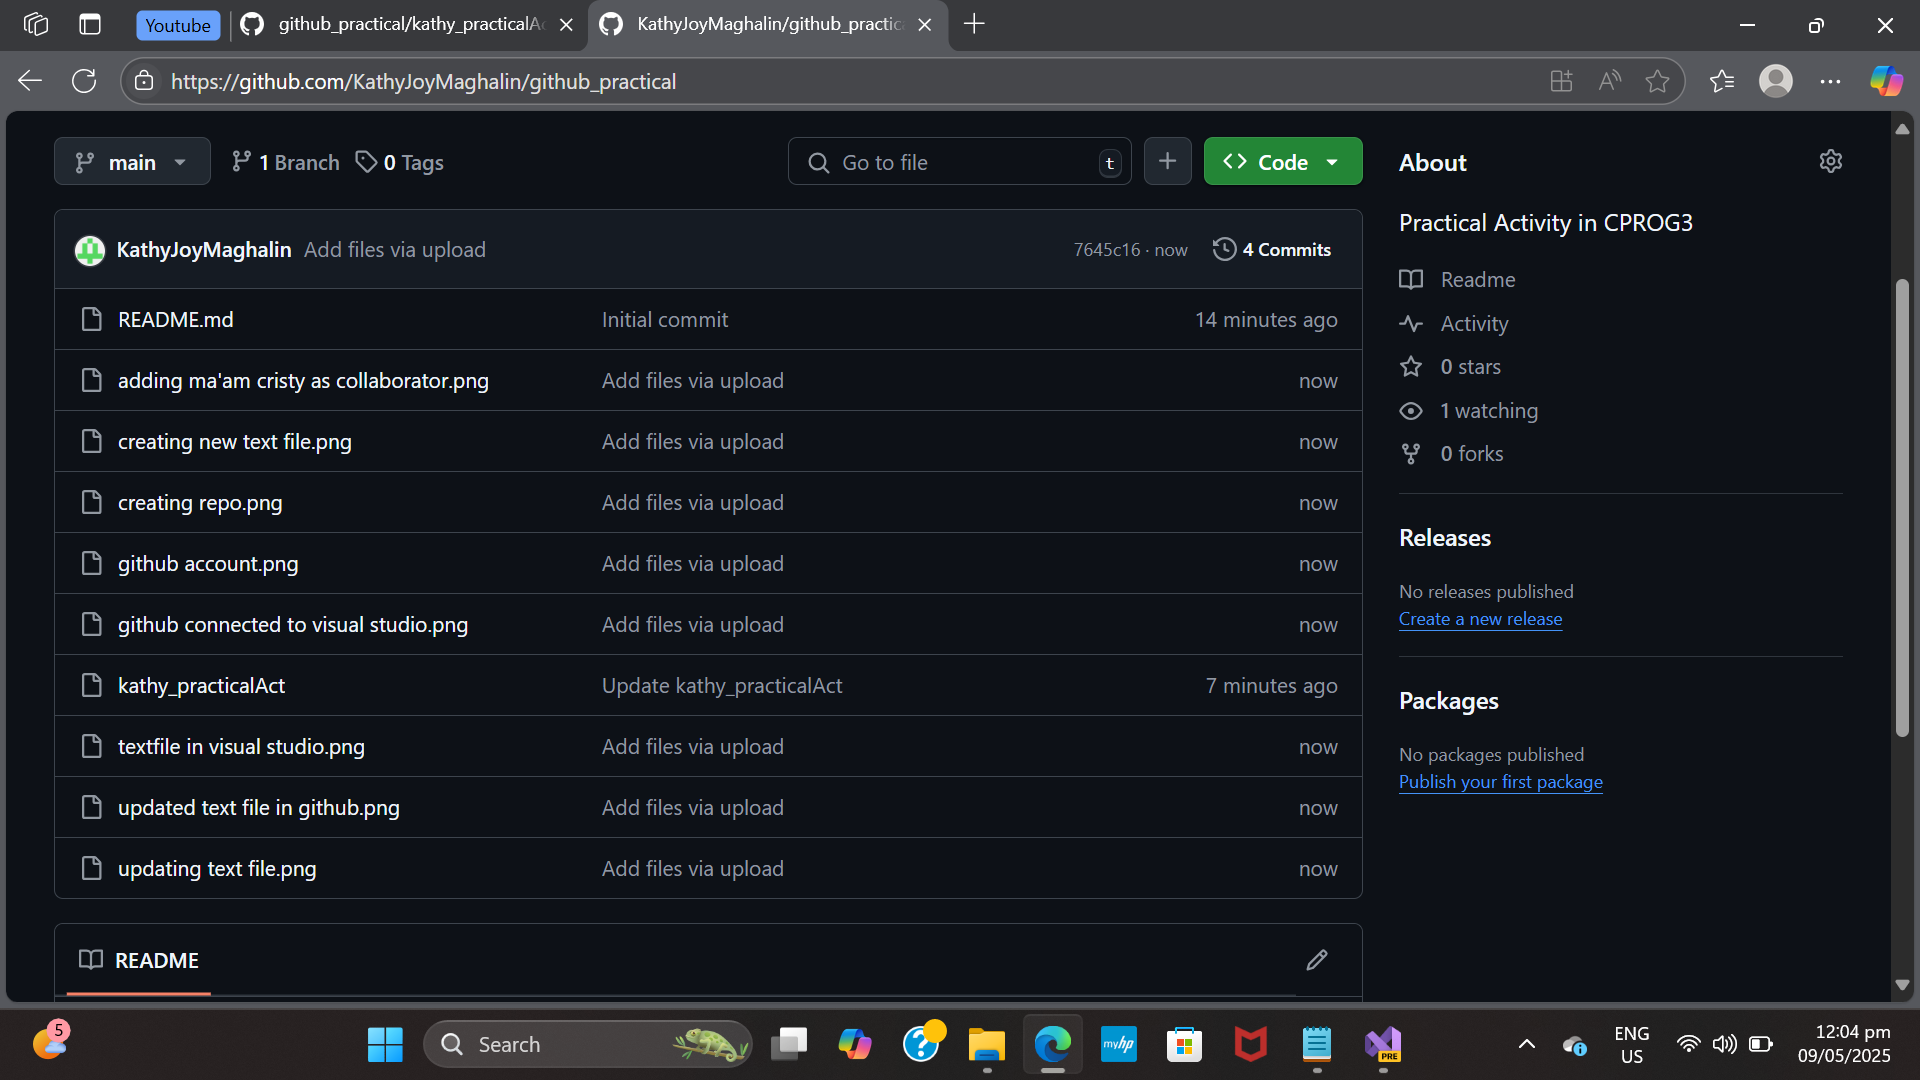 Youtube
github_practical/kathy_practicalA
KathyJoyMaghalin/github_practic
https://github.com/KathyJoyMaghalin/github_practical
main
1 Branch
0 Tags
Go to file
t
Code
About
Practical Activity in CPROG3
KathyJoyMaghalin Add files via upload
7645c16 · now
4 Commits
README.md
Initial commit
14 minutes ago
adding ma'am cristy as collaborator.png
Add files via upload
now
creating new text file.png
Add files via upload
now
creating repo.png
Add files via upload
now
github account.png
Add files via upload
now
github connected to visual studio.png
Add files via upload
now
kathy_practicalAct
Update kathy_practicalAct
7 minutes ago
textfile in visual studio.png
Add files via upload
now
updated text file in github.png
Add files via upload
now
updating text file.png
Add files via upload
now
README
Readme
Activity
0 stars
1 watching
0 forks
Releases
No releases published
Create a new release
Packages
No packages published
Publish your first package
5
Search
myhp
PRE
ENG
US
12:04 pm
09/05/2025